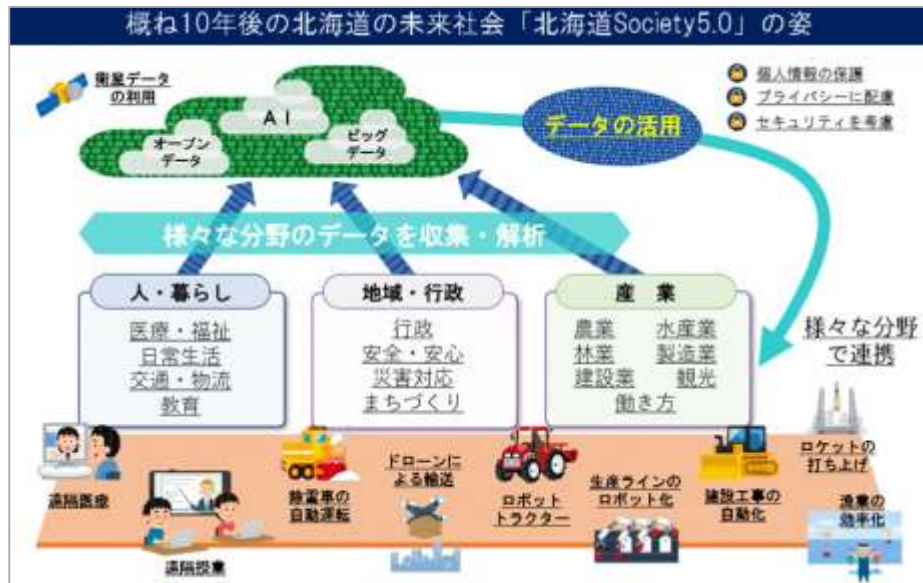 概ね10年後の北海道の未来社会「北海道Society5.0」の姿
衛星データ
の利用
AI
オープン
データ
ビッグ
データ
データの活用
個人情報の保護
プライバシーに配慮
セキュリティを考慮
様々な分野のデータを収集・解析
人・暮らし
医療・福祉
日常生活
交通・物流
教育
地域・行政
行政
安全・安心
災害対応
まちづくり
産 業
農業 水産業
林業 製造業
建設業 観光
働き方
様々な分野
で連携
遠隔医療
遠隔授業
除雪車の
自動運転
ドローンに
よる輸送
ロボット
トラクター
生産ラインの
ロボット化
建設工事の
自動化
ロケットの
打ち上げ
漁業の
効率化